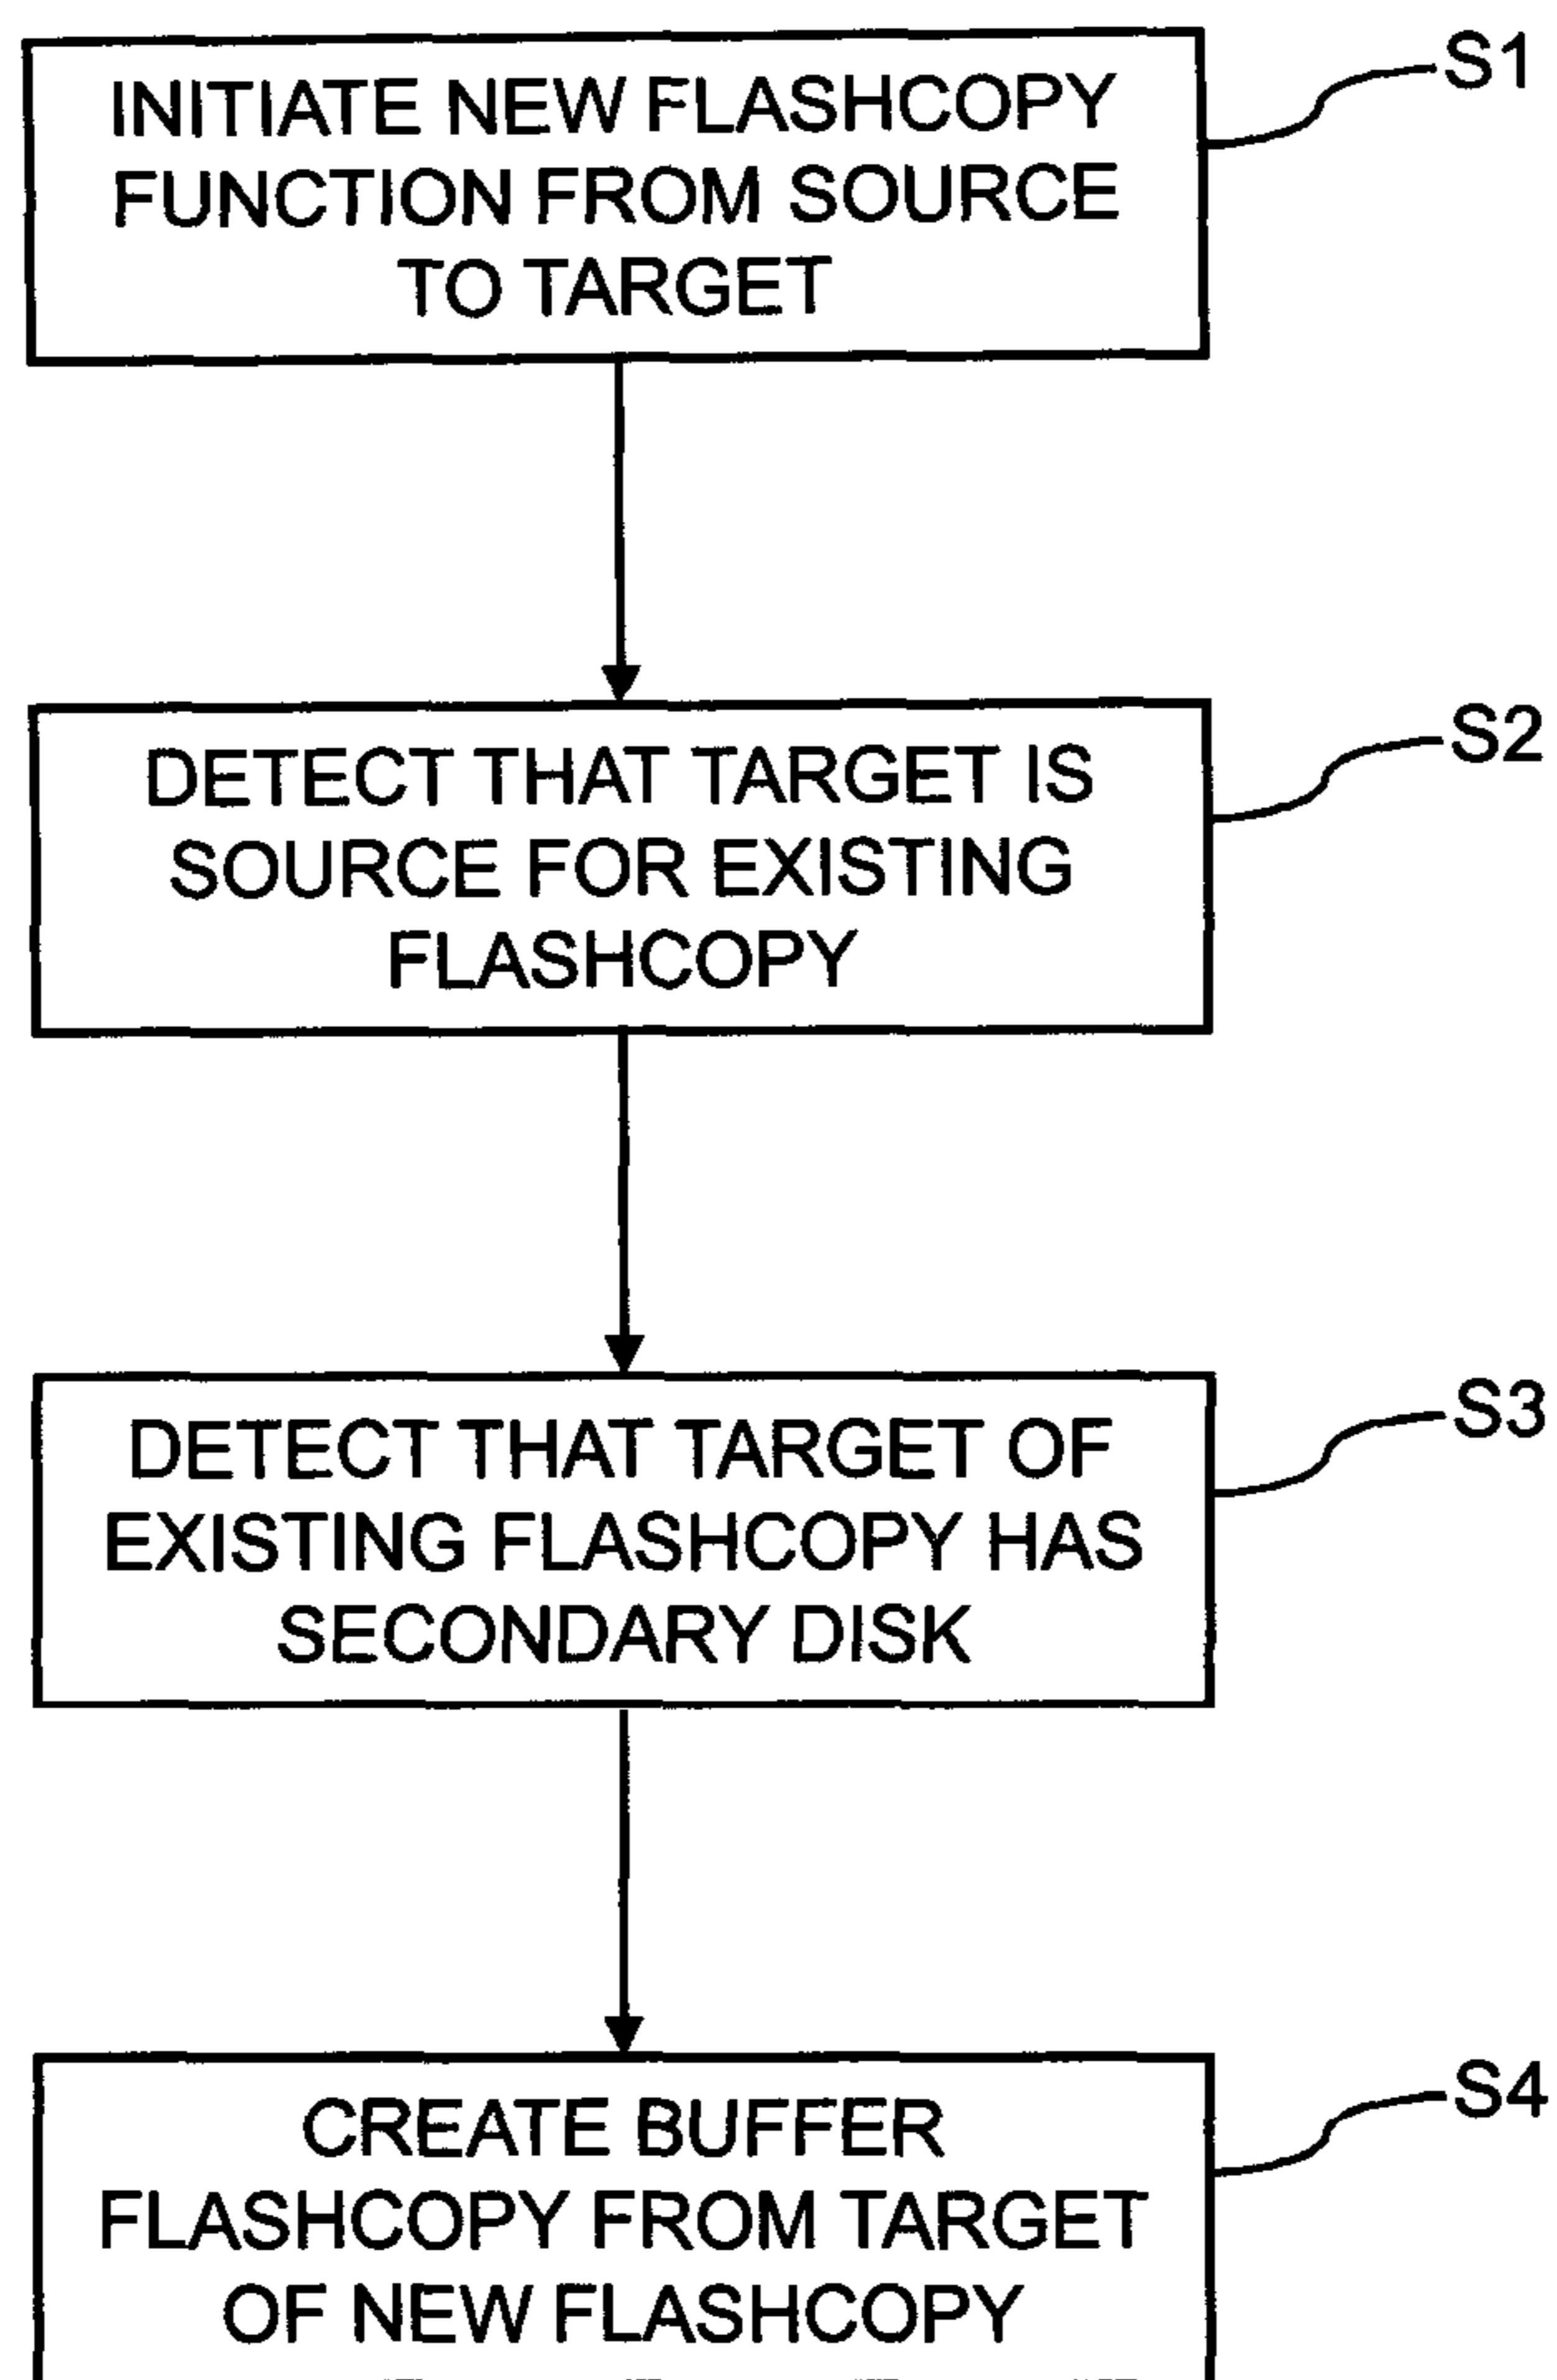 INITIATE NEW FLASHCOPY
FUNCTION FROM SOURCE
TO TARGET
S1
DETECT THAT TARGET IS
SOURCE FOR EXISTING
FLASHCOPY
S2
DETECT THAT TARGET OF
EXISTING FLASHCOPY HAS
SECONDARY DISK
S3
CREATE BUFFER
FLASHCOPY FROM TARGET
OF NEW FLASHCOPY
S4